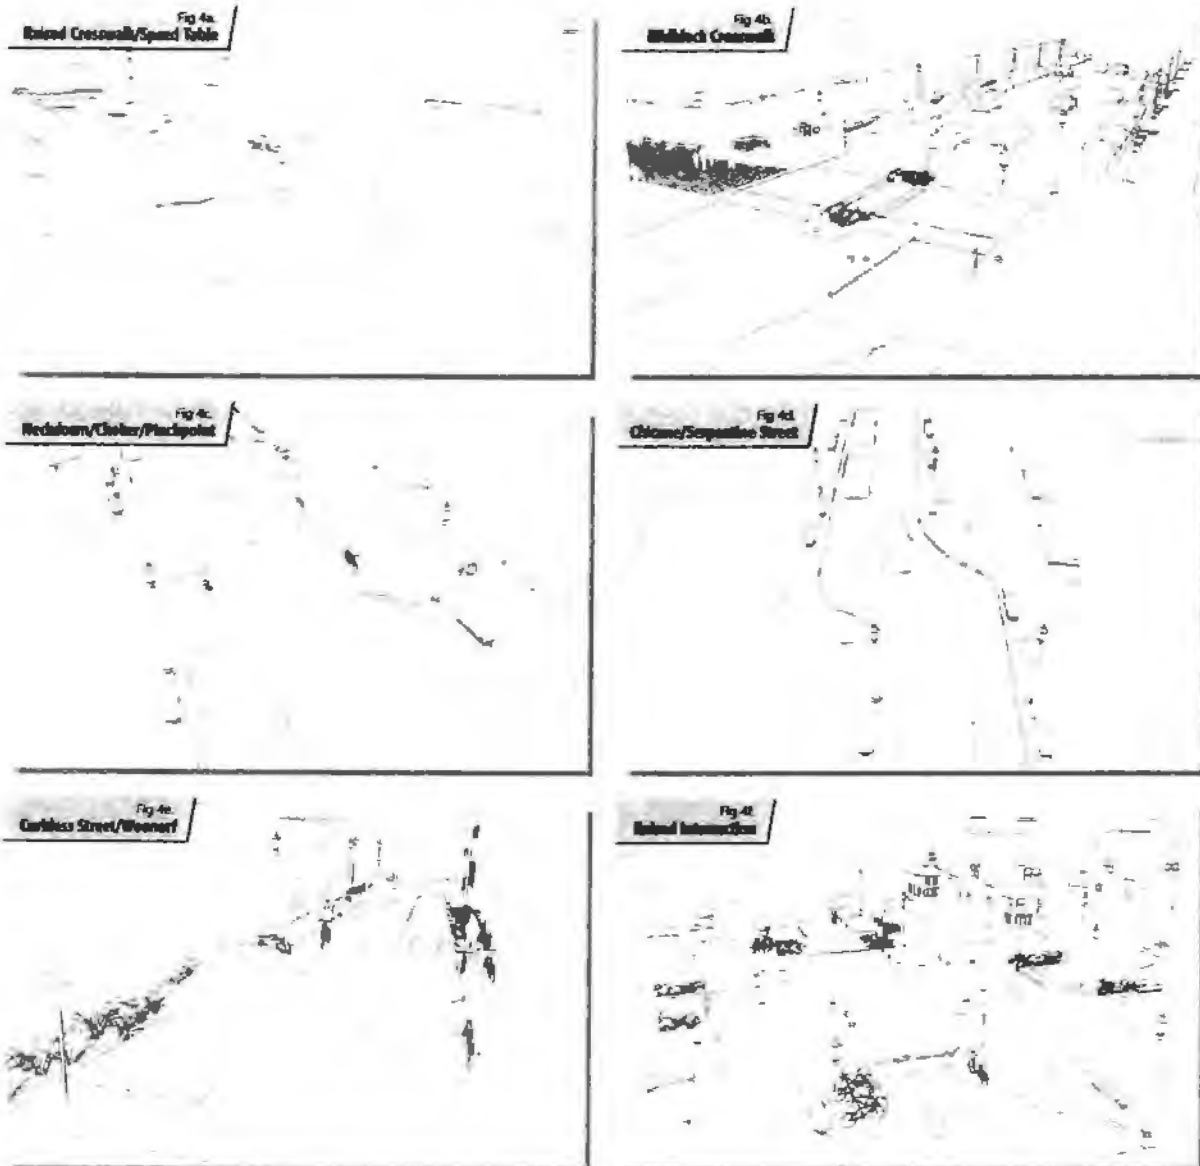 Fig 4a.
Raised Crosswalk/Speed Table
Fig 4b.
Midblock Crosswalk
Fig 4c.
Neckdown/Choker/Pinchpoint
Fig 4d.
Chicane/Serpentine Street
Fig 4e.
Curbless Street/Woonerf
Fig 4f.
Raised Intersection